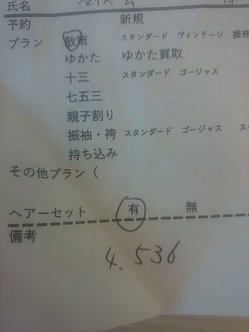 氏名
予約 新規
プラン 散策 スタンダード ヴィンテージ 振袖
ゆかた ゆかた買取
十三 スタンダード ゴージャス
七五三
親子割り
振袖・袴 スタンダード ゴージャス
持ち込み
その他プラン（
ヘアーセット 有 無
備考
4,536